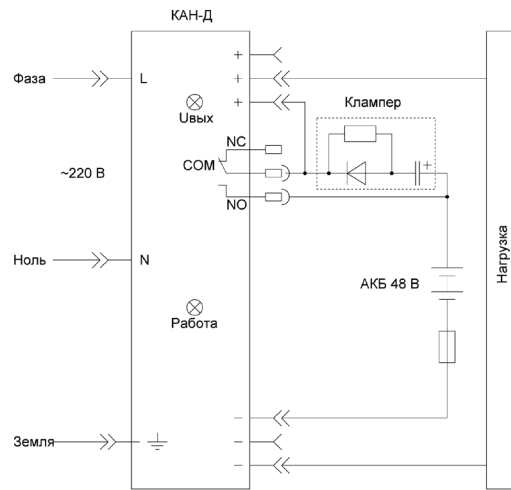 КАН-Д
Фаза
L
+
+
+
Uвых
Клампер
+
NC
COM
NO
~220 В
Ноль
N
АКБ 48 В
Нагрузка
Работа
Земля
−
−
−